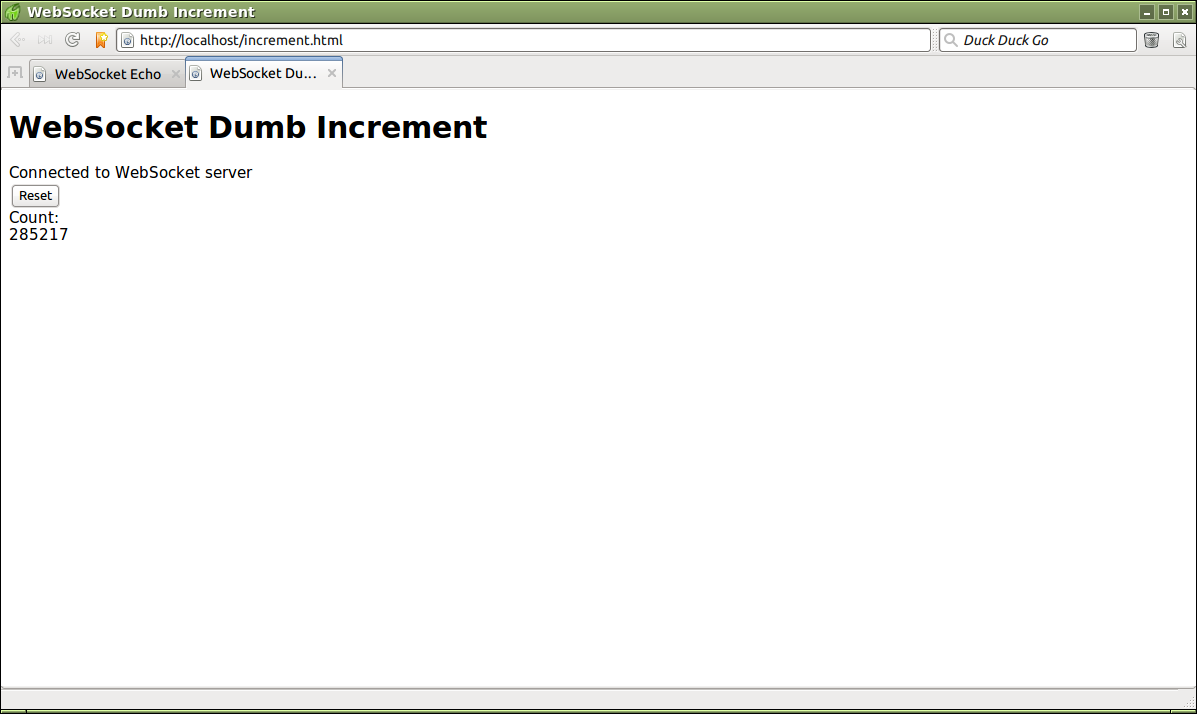 WebSocket Dumb Increment
http://localhost/increment.html
Duck Duck Go
WebSocket Echo
WebSocket Du...
WebSocket Dumb Increment
Connected to WebSocket server
Reset
Count:
285217